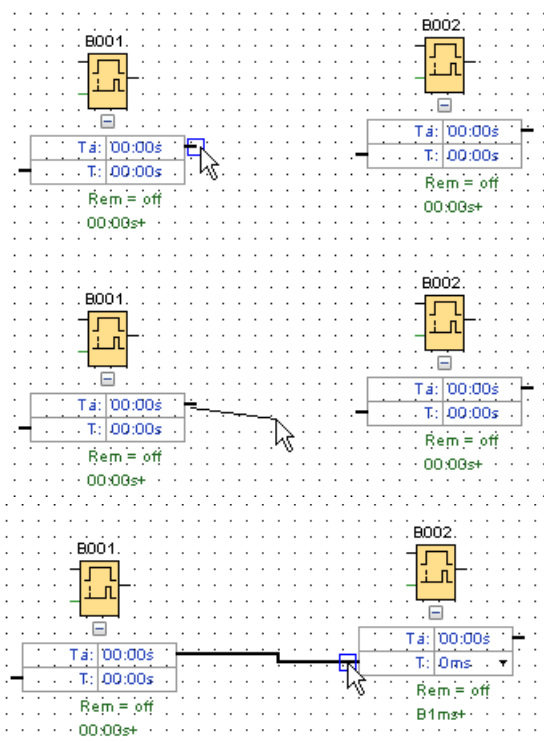 B001
Ta: 00:00s
T: 00:00s
Rem = off
00:00s+
B002
Ta: 00:00s
T: 00:00s
Rem = off
00:00s+
B001
Ta: 00:00s
T: 00:00s
Rem = off
00:00s+
B002
Ta: 00:00s
T: 00:00s
Rem = off
00:00s+
B001
Ta: 00:00s
T: 00:00s
Rem = off
00:00s+
B002
Ta: 00:00s
T: 0ms
Rem = off
B1ms+